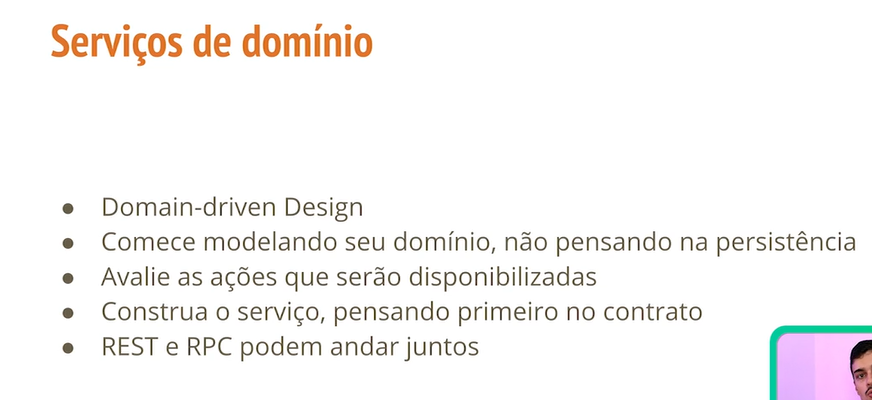 Serviços de domínio
● Domain-driven Design
● Comece modelando seu domínio, não pensando na persistência
● Avalie as ações que serão disponibilizadas
● Construa o serviço, pensando primeiro no contrato
● REST e RPC podem andar juntos